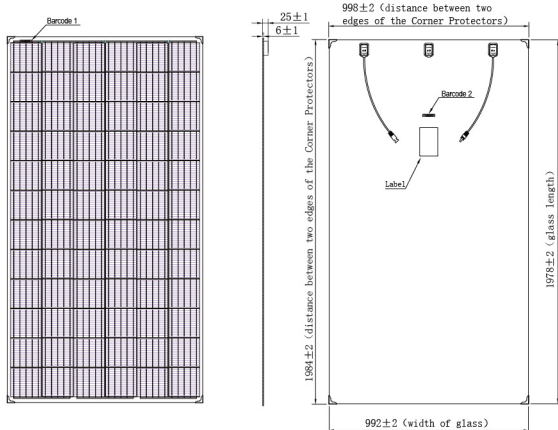 Barcode 1
25±1
6±1
998±2 (distance between two
edges of the Corner Protectors)
1984±2 (distance between two edges of the Corner Protectors)
Barcode 2
Label
1978±2 (glass length)
992±2 (width of glass)